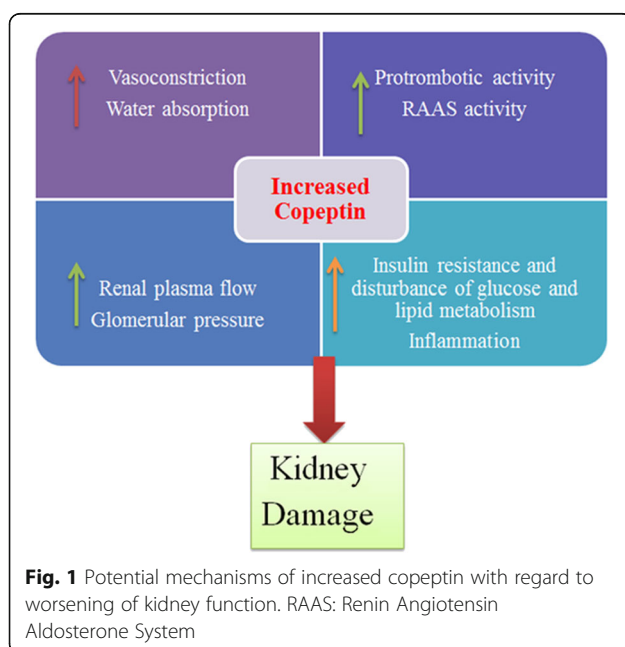 Vasoconstriction
Water absorption
Protrombotic activity
RAAS activity
Increased
Copeptin
Renal plasma flow
Glomerular pressure
Insulin resistance and
disturbance of glucose and
lipid metabolism
Inflammation
Kidney
Damage
Fig. 1 Potential mechanisms of increased copeptin with regard to
worsening of kidney function. RAAS: Renin Angiotensin
Aldosterone System